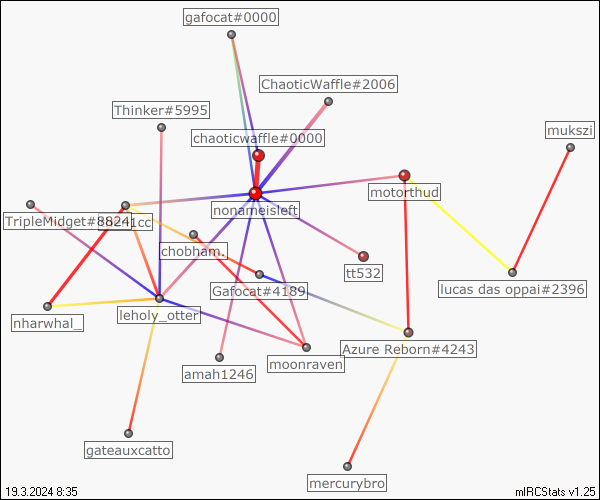 gafocat#0000
ChaoticWaffle#2006
Thinker#5995
mukszi
chaoticwaffle#0000
motorthud
nonameisleft
TripleMidget#8824
chobham.
tt532
Gafocat#4189
lucas das oppai#2396
nharwhal_
leholy_otter
Azure Reborn#4243
moonraven
amah1246
gateauxcatto
mercurybro
19.3.2024 8:35
mIRCStats v1.25